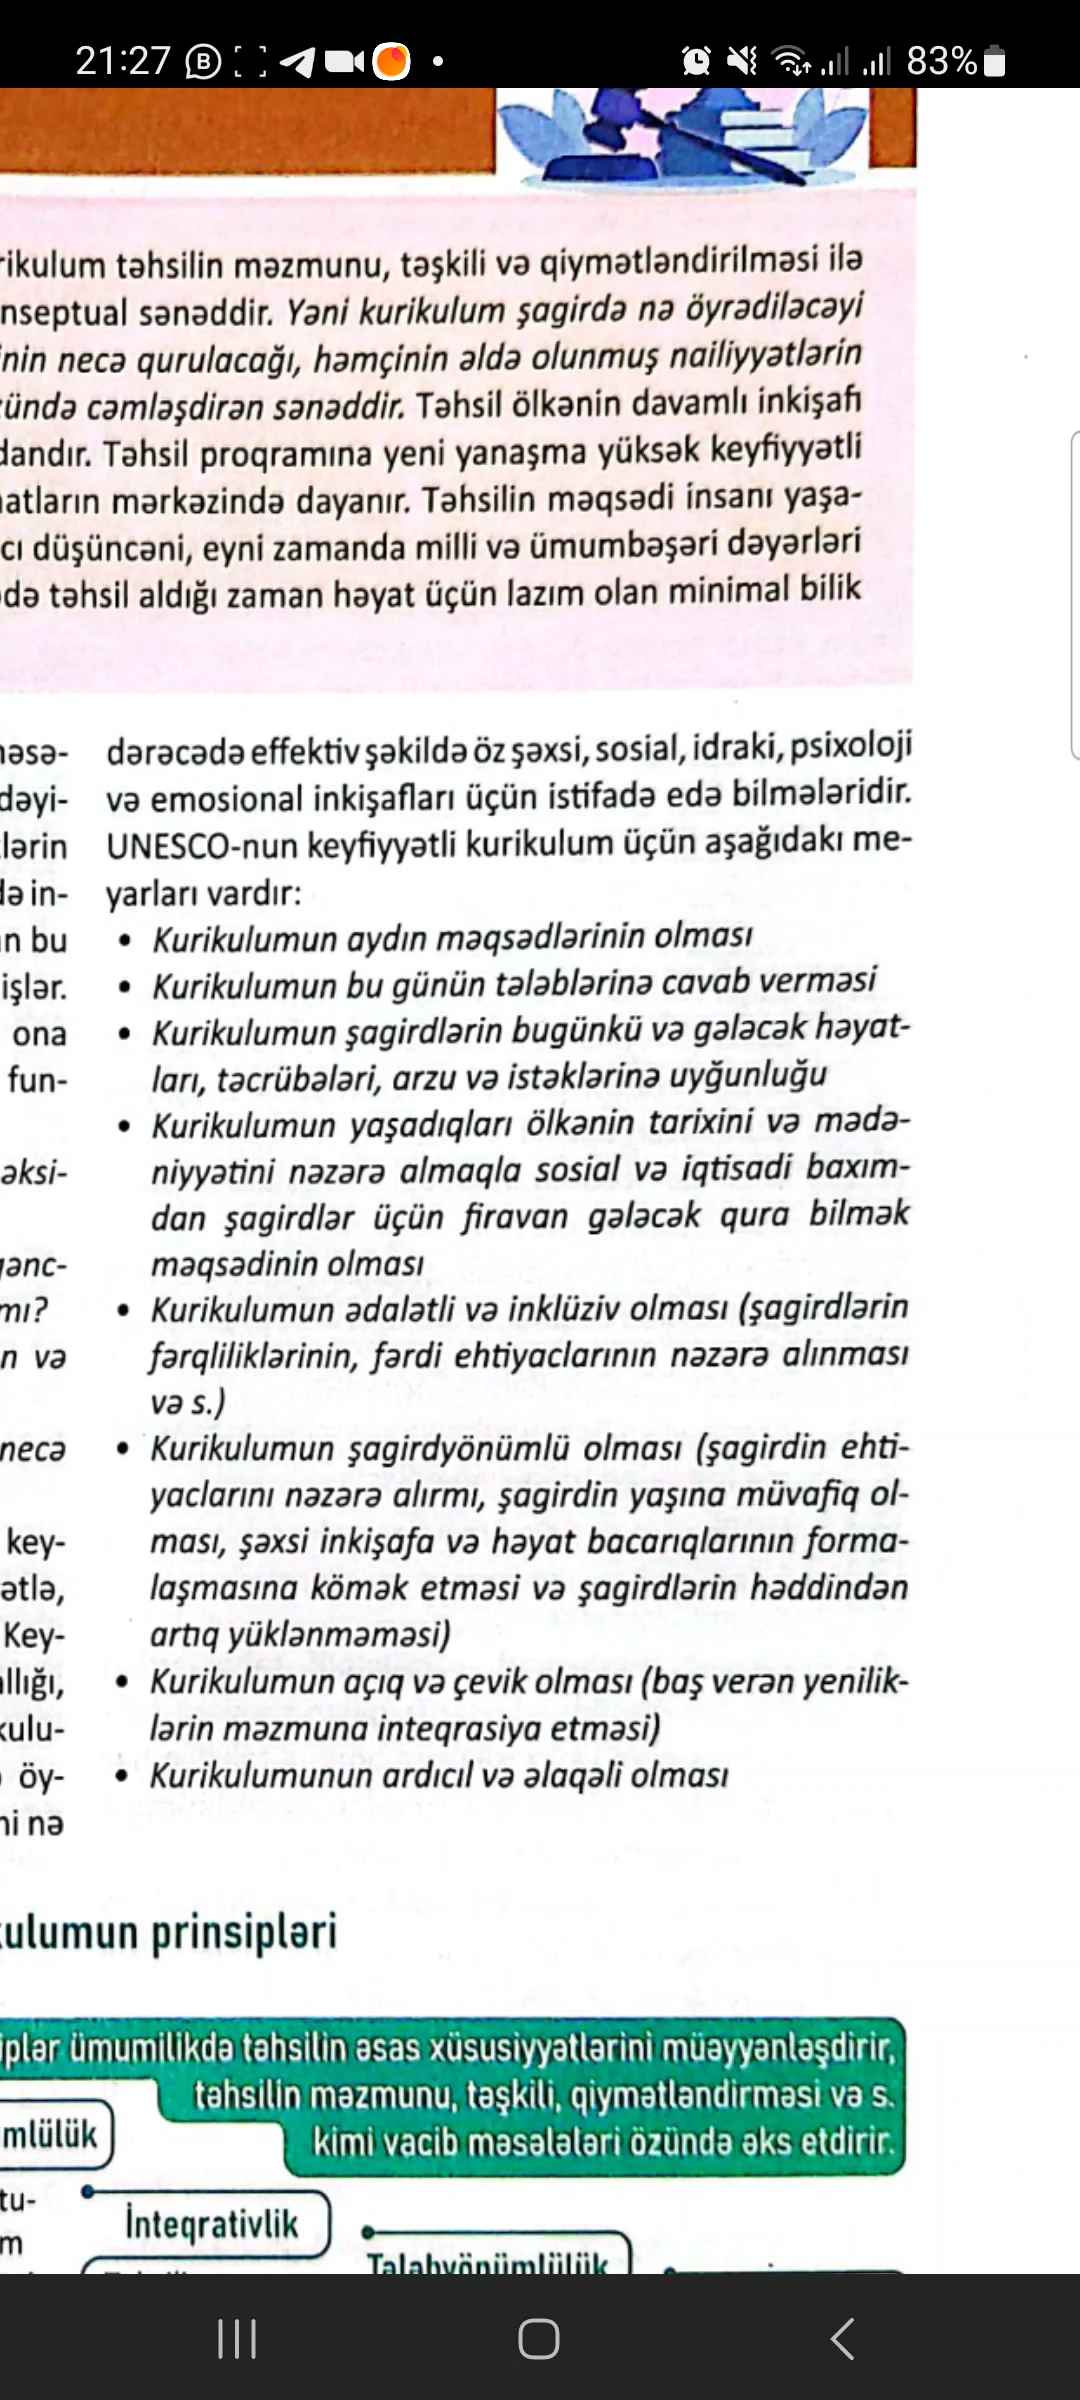 21:27
83%
rikulum təhsilin məzmunu, təşkili və qiymətləndirilməsi ilə
nseptual sənəddir. Yəni kurikulum şagirdə nə öyrədiləcəyi
inin necə qurulacağı, həmçinin əldə olunmuş nailiyyətlərin
ündə cəmləşdirən sənəddir. Təhsil ölkənin davamlı inkişafı
dandır. Təhsil proqramına yeni yanaşma yüksək keyfiyyətli
atların mərkəzində dayanır. Təhsilin məqsədi insanı yaşa-
cı düşüncəni, eyni zamanda milli və ümumbəşəri dəyərləri
də təhsil aldığı zaman həyat üçün lazım olan minimal bilik
əsə-
dəyi-
lərin
də in-
n bu
işlər.
ona
fun-
əksi-
gənc-
mı?
n və
necə
key-
ətlə,
Key-
llığı,
kulu-
öy-
ni nə
dərəcədə effektiv şəkildə öz şəxsi, sosial, idraki, psixoloji
və emosional inkişafları üçün istifadə edə bilmələridir.
UNESCO-nun keyfiyyətli kurikulum üçün aşağıdakı me-
yarları vardır:
• Kurikulumun aydın məqsədlərinin olması
• Kurikulumun bu günün tələblərinə cavab verməsi
• Kurikulumun şagirdlərin bugünkü və gələcək həyat-
ları, təcrübələri, arzu və istəklərinə uyğunluğu
• Kurikulumun yaşadıqları ölkənin tarixini və mədə-
niyyətini nəzərə almaqla sosial və iqtisadi baxım-
dan şagirdlər üçün firavan gələcək qura bilmək
məqsədinin olması
• Kurikulumun ədalətli və inklüziv olması (şagirdlərin
fərqliliklərinin, fərdi ehtiyaclarının nəzərə alınması
və s.)
• Kurikulumun şagirdyönümlü olması (şagirdin ehti-
yaclarını nəzərə alırmı, şagirdin yaşına müvafiq ol-
ması, şəxsi inkişafa və həyat bacarıqlarının forma-
laşmasına kömək etməsi və şagirdlərin həddindən
artıq yüklənməməsi)
• Kurikulumun açıq və çevik olması (baş verən yenilik-
lərin məzmuna inteqrasiya etməsi)
• Kurikulumunun ardıcıl və əlaqəli olması
kulumun prinsipləri
iplər ümumilikdə təhsilin əsas xüsusiyyətlərini müəyyənləşdirir,
təhsilin məzmunu, təşkili, qiymətləndirməsi və s.
kimi vacib məsələləri özündə əks etdirir.
mlülük
tu-
m
İnteqrativlik
Tələbyönümlülük